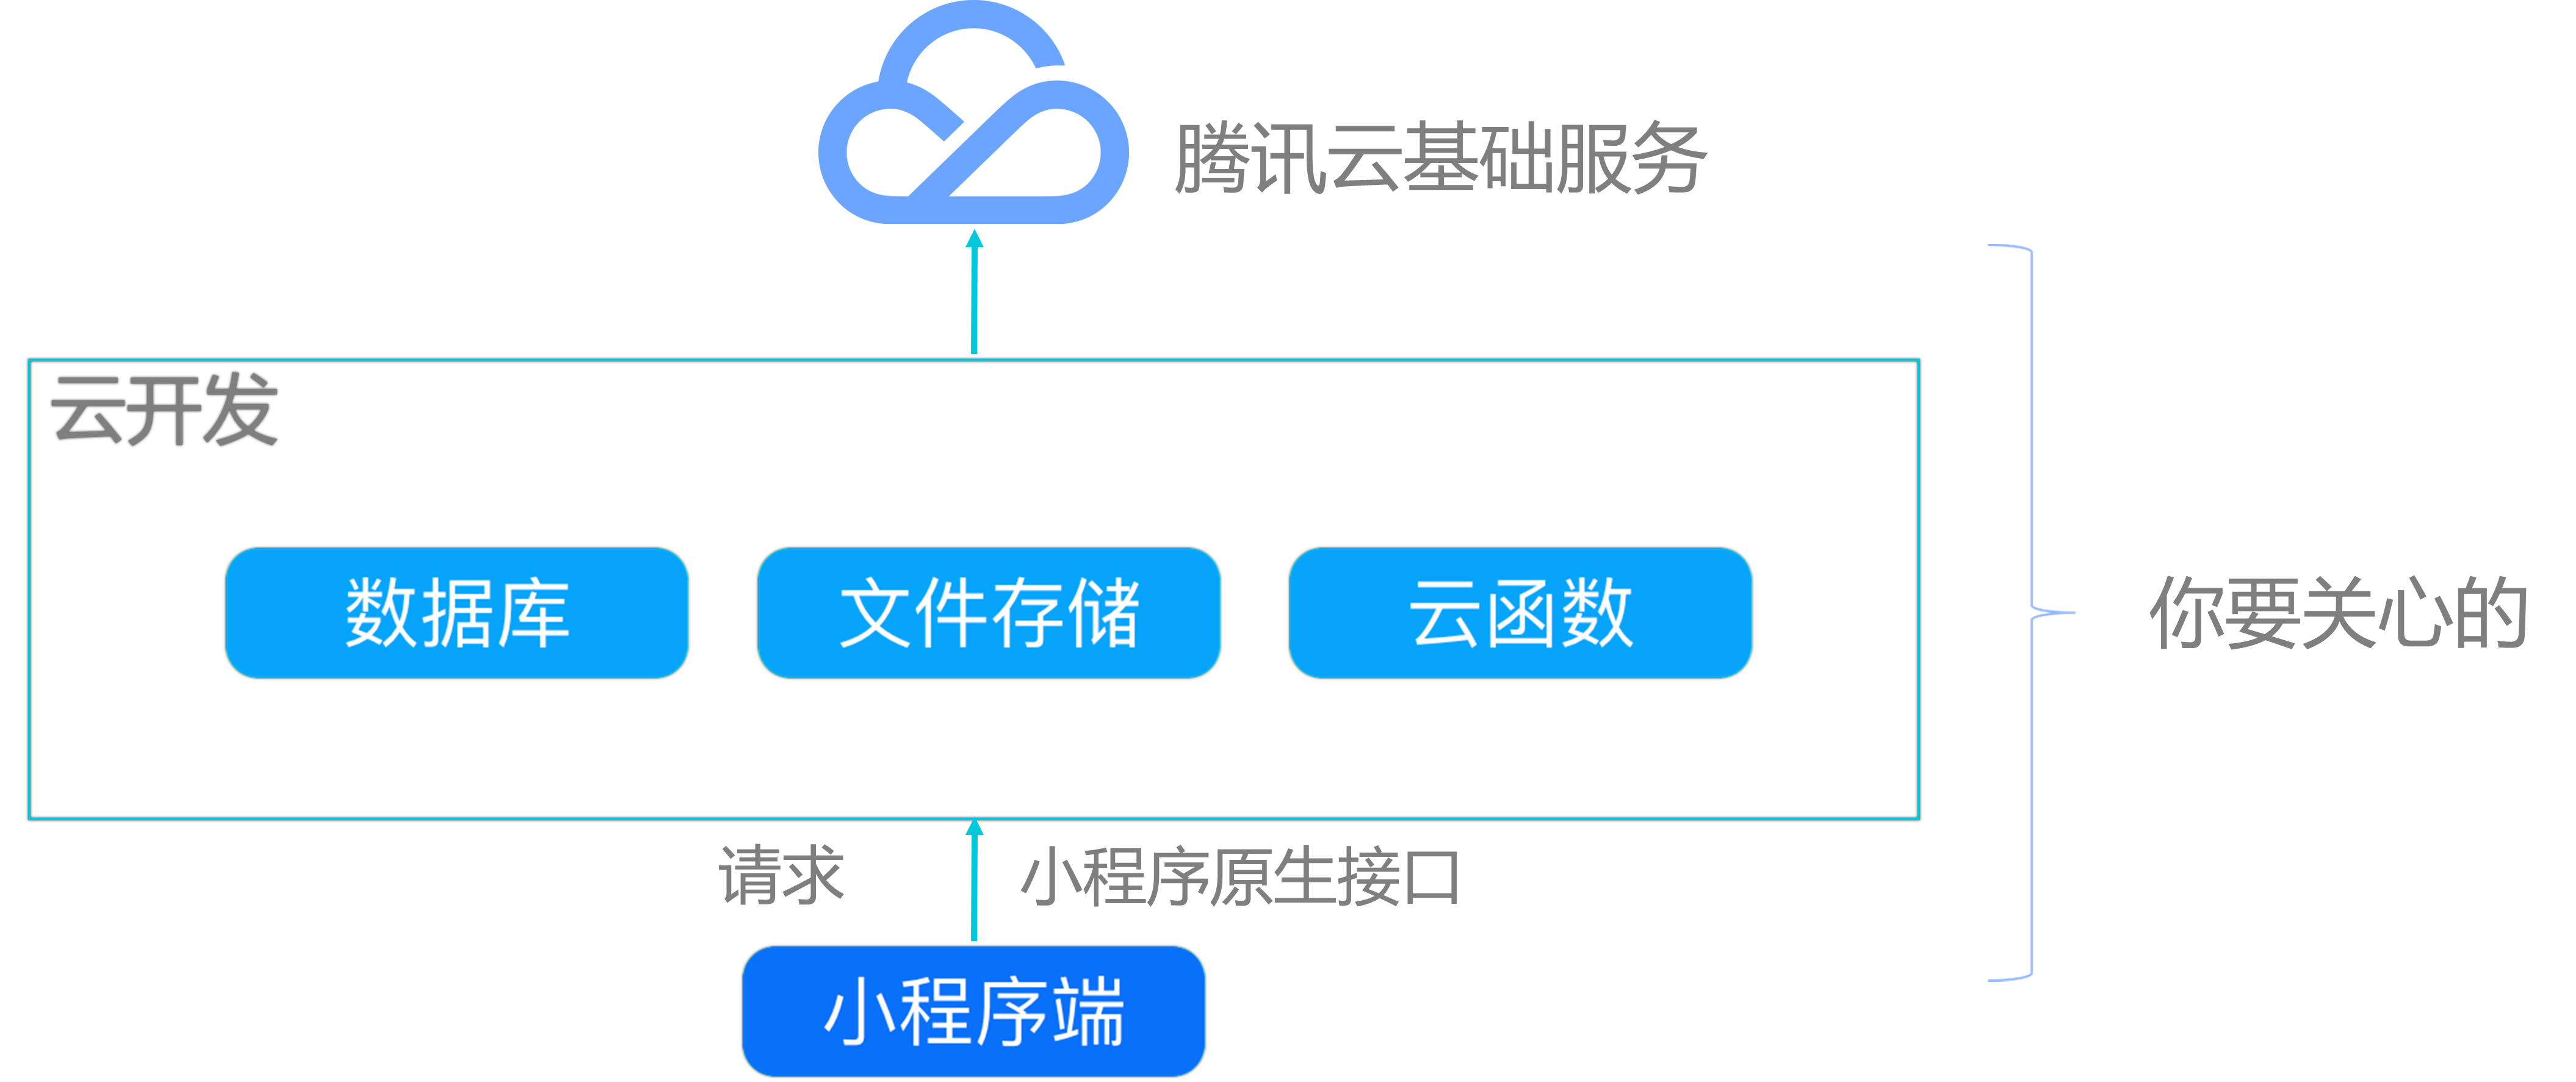 腾讯云基础服务
云开发
数据库
文件存储
云函数
你要关心的
请求
小程序原生接口
小程序端